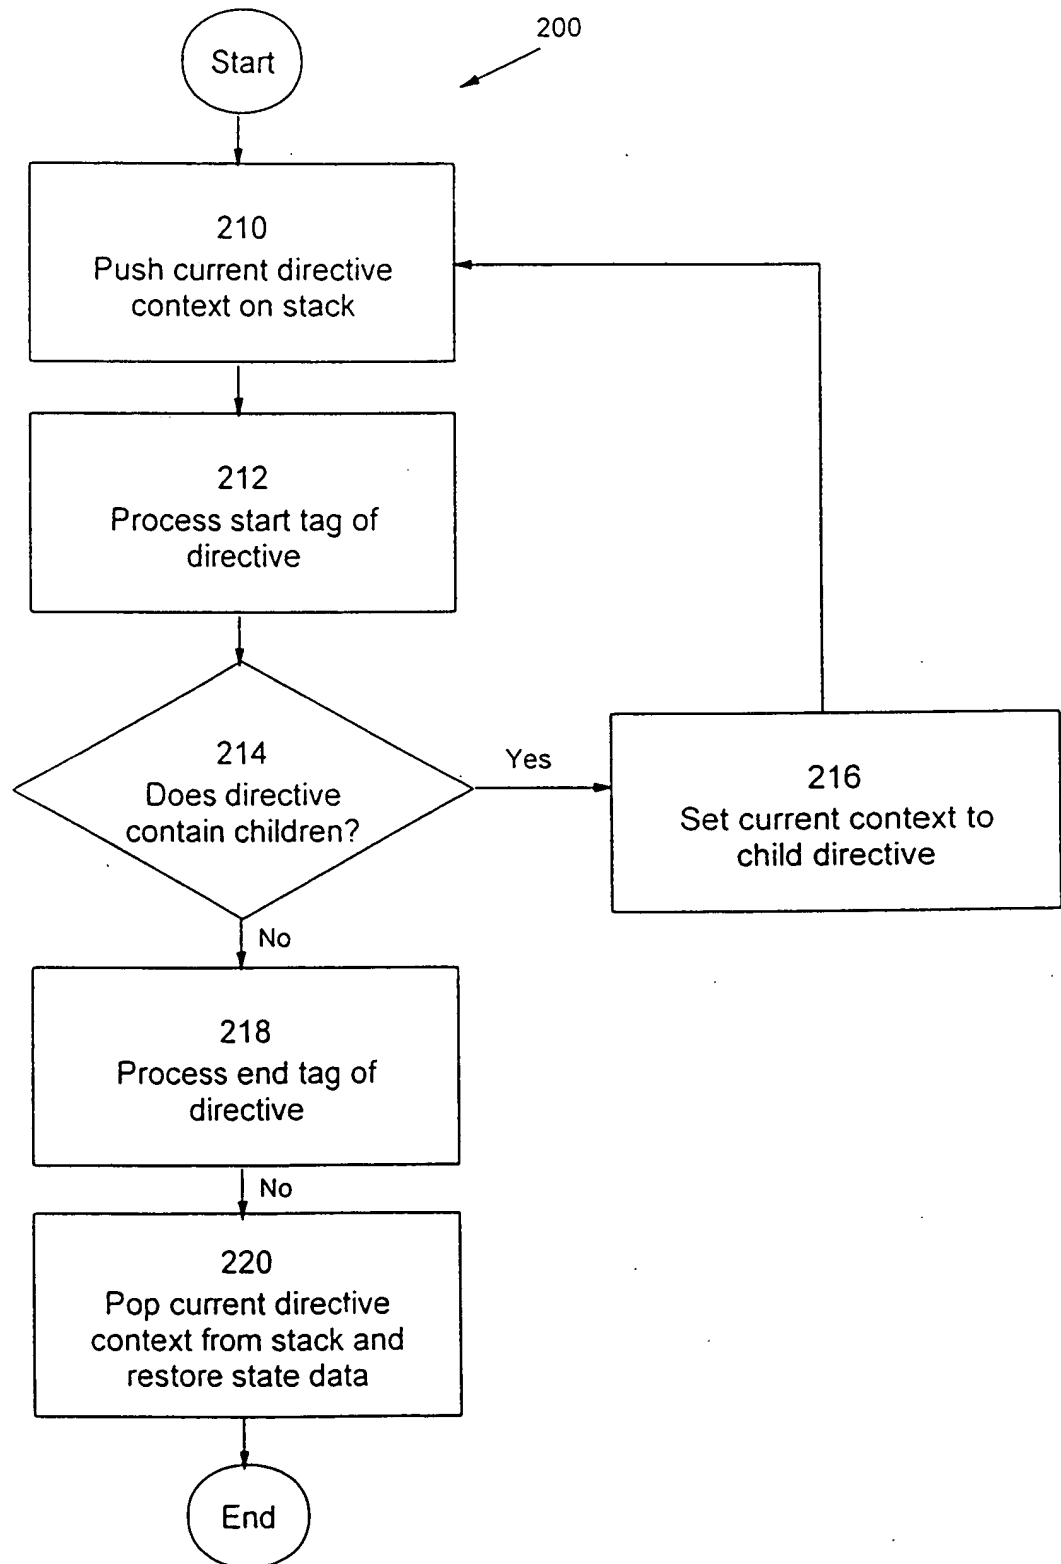 200
Start
210
Push current directive
context on stack
212
Process start tag of
directive
214
Does directive
contain children?
Yes
216
Set current context to
child directive
No
218
Process end tag of
directive
No
220
Pop current directive
context from stack and
restore state data
End